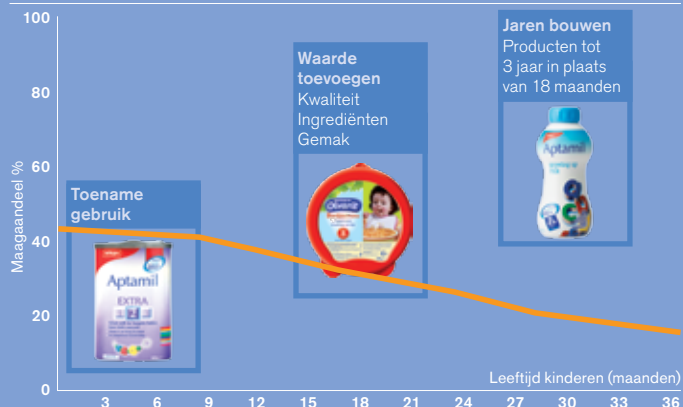 100
80
60
40
20
0
Maagaandeel %
Toename
gebruik
Aptamil
EXTRA
2
Waarde
toevoegen
Kwaliteit
Ingrediënten
Gemak
Olvarit
Jaren bouwen
Producten tot
3 jaar in plaats
van 18 maanden
Aptamil
Leeftijd kinderen (maanden)
3 6 9 12 15 18 21 24 27 30 33 36